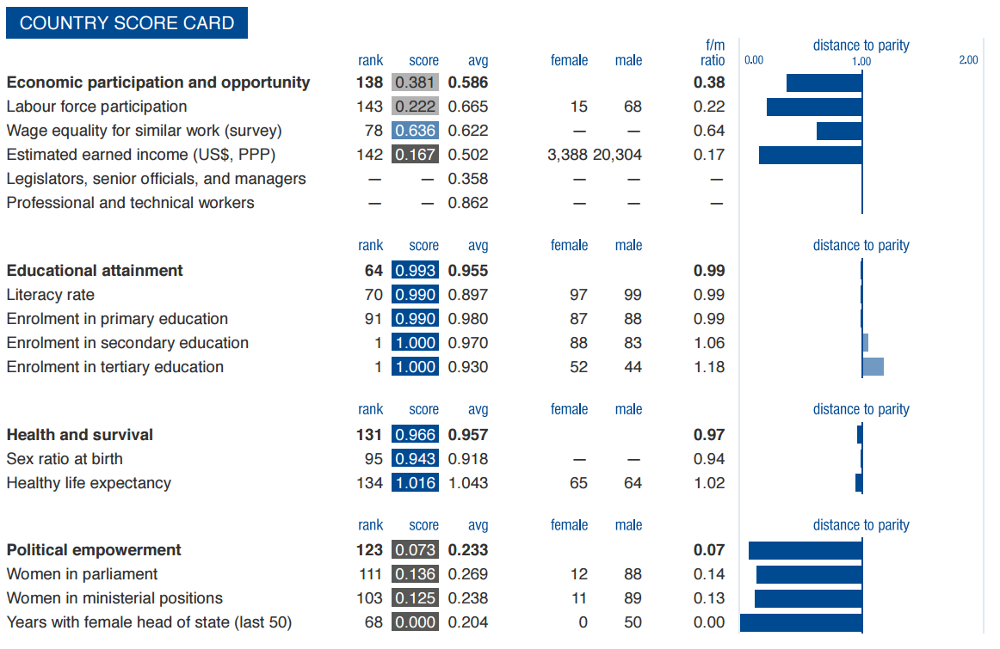 COUNTRY SCORE CARD
f/m distance to parity
rank score avg female male ratio 0.00 1.00 2.00
Economic participation and opportunity 138 0.381 0.586 0.38
Labour force participation 143 0.222 0.665 15 68 0.22
Wage equality for similar work (survey) 78 0.636 0.622 — — 0.64
Estimated earned income (US$, PPP) 142 0.167 0.502 3,388 20,304 0.17
Legislators, senior officials, and managers — — 0.358 — — —
Professional and technical workers — — 0.862 — — —
rank score avg female male distance to parity
Educational attainment 64 0.993 0.955 0.99
Literacy rate 70 0.990 0.897 97 99 0.99
Enrolment in primary education 91 0.990 0.980 87 88 0.99
Enrolment in secondary education 1 1.000 0.970 88 83 1.06
Enrolment in tertiary education 1 1.000 0.930 52 44 1.18
rank score avg female male distance to parity
Health and survival 131 0.966 0.957 0.97
Sex ratio at birth 95 0.943 0.918 — — 0.94
Healthy life expectancy 134 1.016 1.043 65 64 1.02
rank score avg female male distance to parity
Political empowerment 123 0.073 0.233 0.07
Women in parliament 111 0.136 0.269 12 88 0.14
Women in ministerial positions 103 0.125 0.238 11 89 0.13
Years with female head of state (last 50) 68 0.000 0.204 0 50 0.00